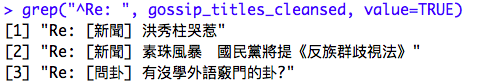 > grep("^Re: ", gossip_titles_cleansed, value=TRUE)
[1] "Re: [新聞] 洪秀柱哭惹"
[2] "Re: [新聞] 素珠風暴　國民黨將提《反族群歧視法》"
[3] "Re: [問卦] 有沒學外語竅門的卦?"